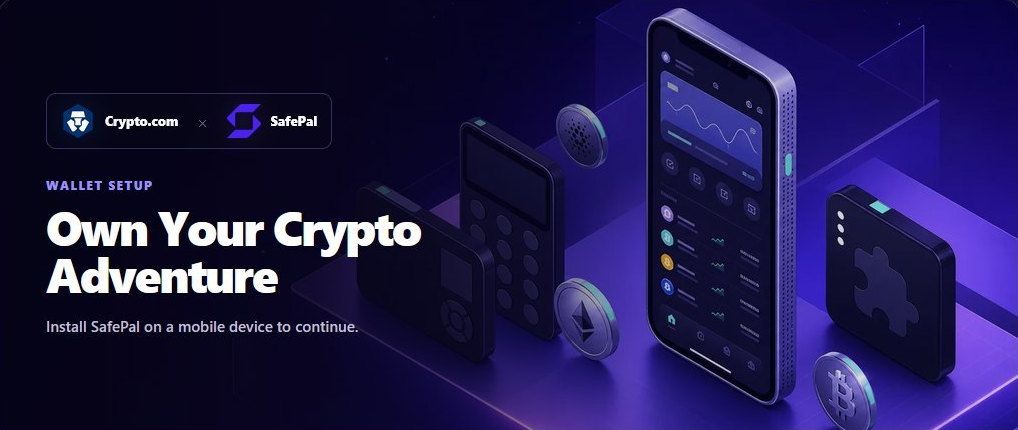 Crypto.com × SafePal
WALLET SETUP
Own Your Crypto
Adventure
Install SafePal on a mobile device to continue.